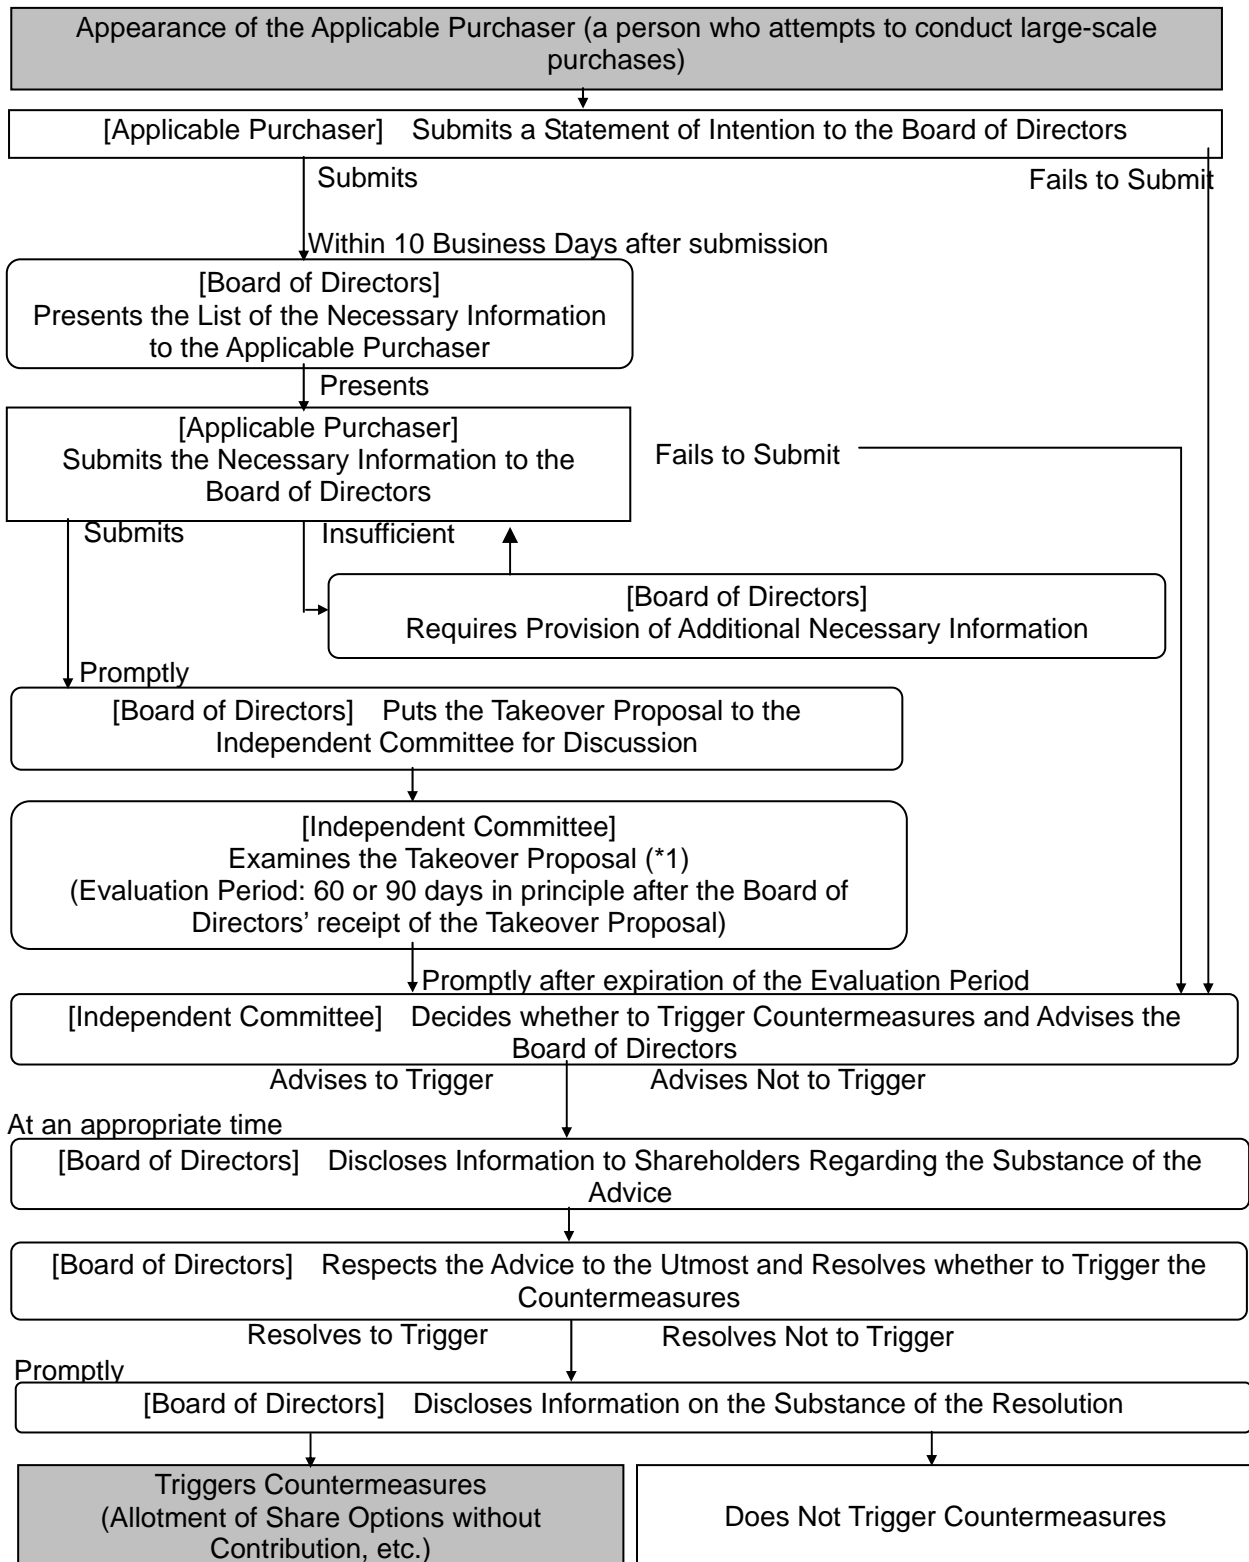 Appearance of the Applicable Purchaser (a person who attempts to conduct large-scale
purchases)
[Applicable Purchaser] Submits a Statement of Intention to the Board of Directors
Submits
Fails to Submit
Within 10 Business Days after submission
[Board of Directors]
Presents the List of the Necessary Information
to the Applicable Purchaser
Presents
[Applicable Purchaser]
Submits the Necessary Information to the
Board of Directors
Fails to Submit
Submits
Insufficient
[Board of Directors]
Requires Provision of Additional Necessary Information
Promptly
[Board of Directors] Puts the Takeover Proposal to the
Independent Committee for Discussion
[Independent Committee]
Examines the Takeover Proposal (*1)
(Evaluation Period: 60 or 90 days in principle after the Board of
Directors’ receipt of the Takeover Proposal)
Promptly after expiration of the Evaluation Period
[Independent Committee] Decides whether to Trigger Countermeasures and Advises the
Board of Directors
Advises to Trigger
Advises Not to Trigger
At an appropriate time
[Board of Directors] Discloses Information to Shareholders Regarding the Substance of the
Advice
[Board of Directors] Respects the Advice to the Utmost and Resolves whether to Trigger the
Countermeasures
Resolves to Trigger
Resolves Not to Trigger
Promptly
[Board of Directors] Discloses Information on the Substance of the Resolution
Triggers Countermeasures
(Allotment of Share Options without
Contribution, etc.)
Does Not Trigger Countermeasures